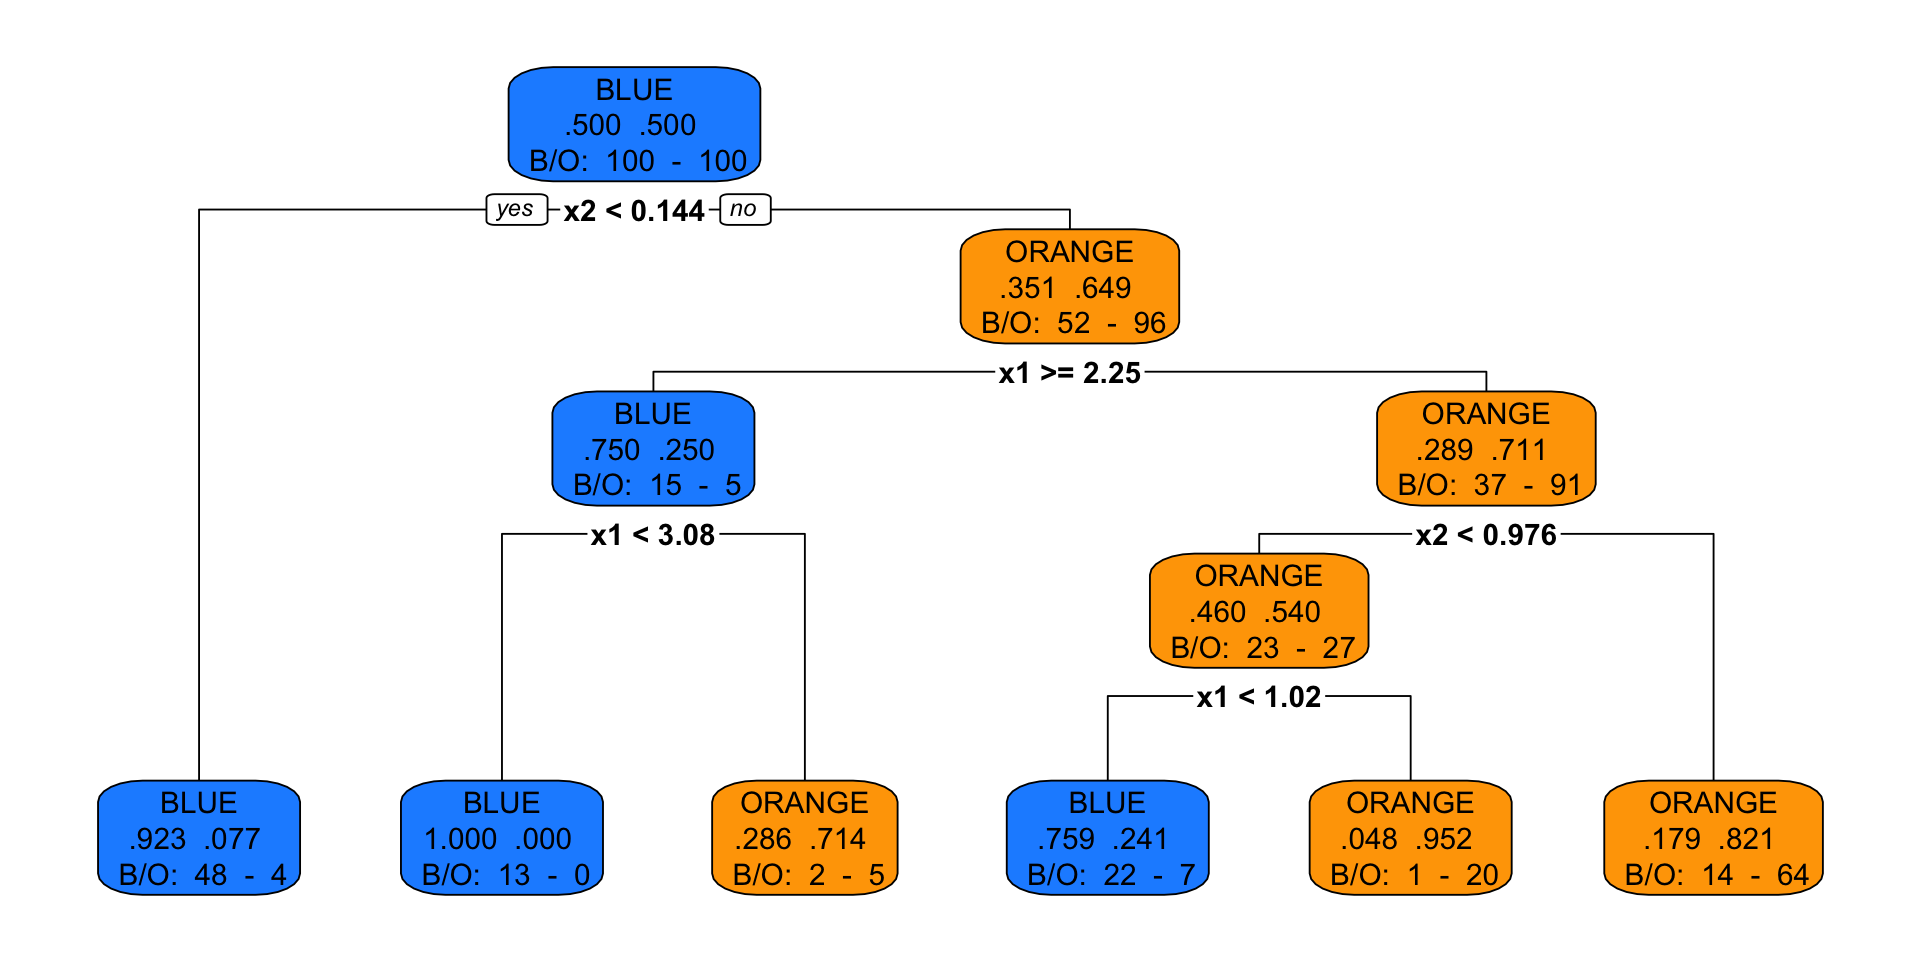 BLUE
.500 .500
B/O: 100 - 100
yes x2 < 0.144 no
ORANGE
.351 .649
B/O: 52 - 96
x1 >= 2.25
BLUE
.750 .250
B/O: 15 - 5
ORANGE
.289 .711
B/O: 37 - 91
x1 < 3.08
x2 < 0.976
ORANGE
.460 .540
B/O: 23 - 27
x1 < 1.02
BLUE
.923 .077
B/O: 48 - 4
BLUE
1.000 .000
B/O: 13 - 0
ORANGE
.286 .714
B/O: 2 - 5
BLUE
.759 .241
B/O: 22 - 7
ORANGE
.048 .952
B/O: 1 - 20
ORANGE
.179 .821
B/O: 14 - 64